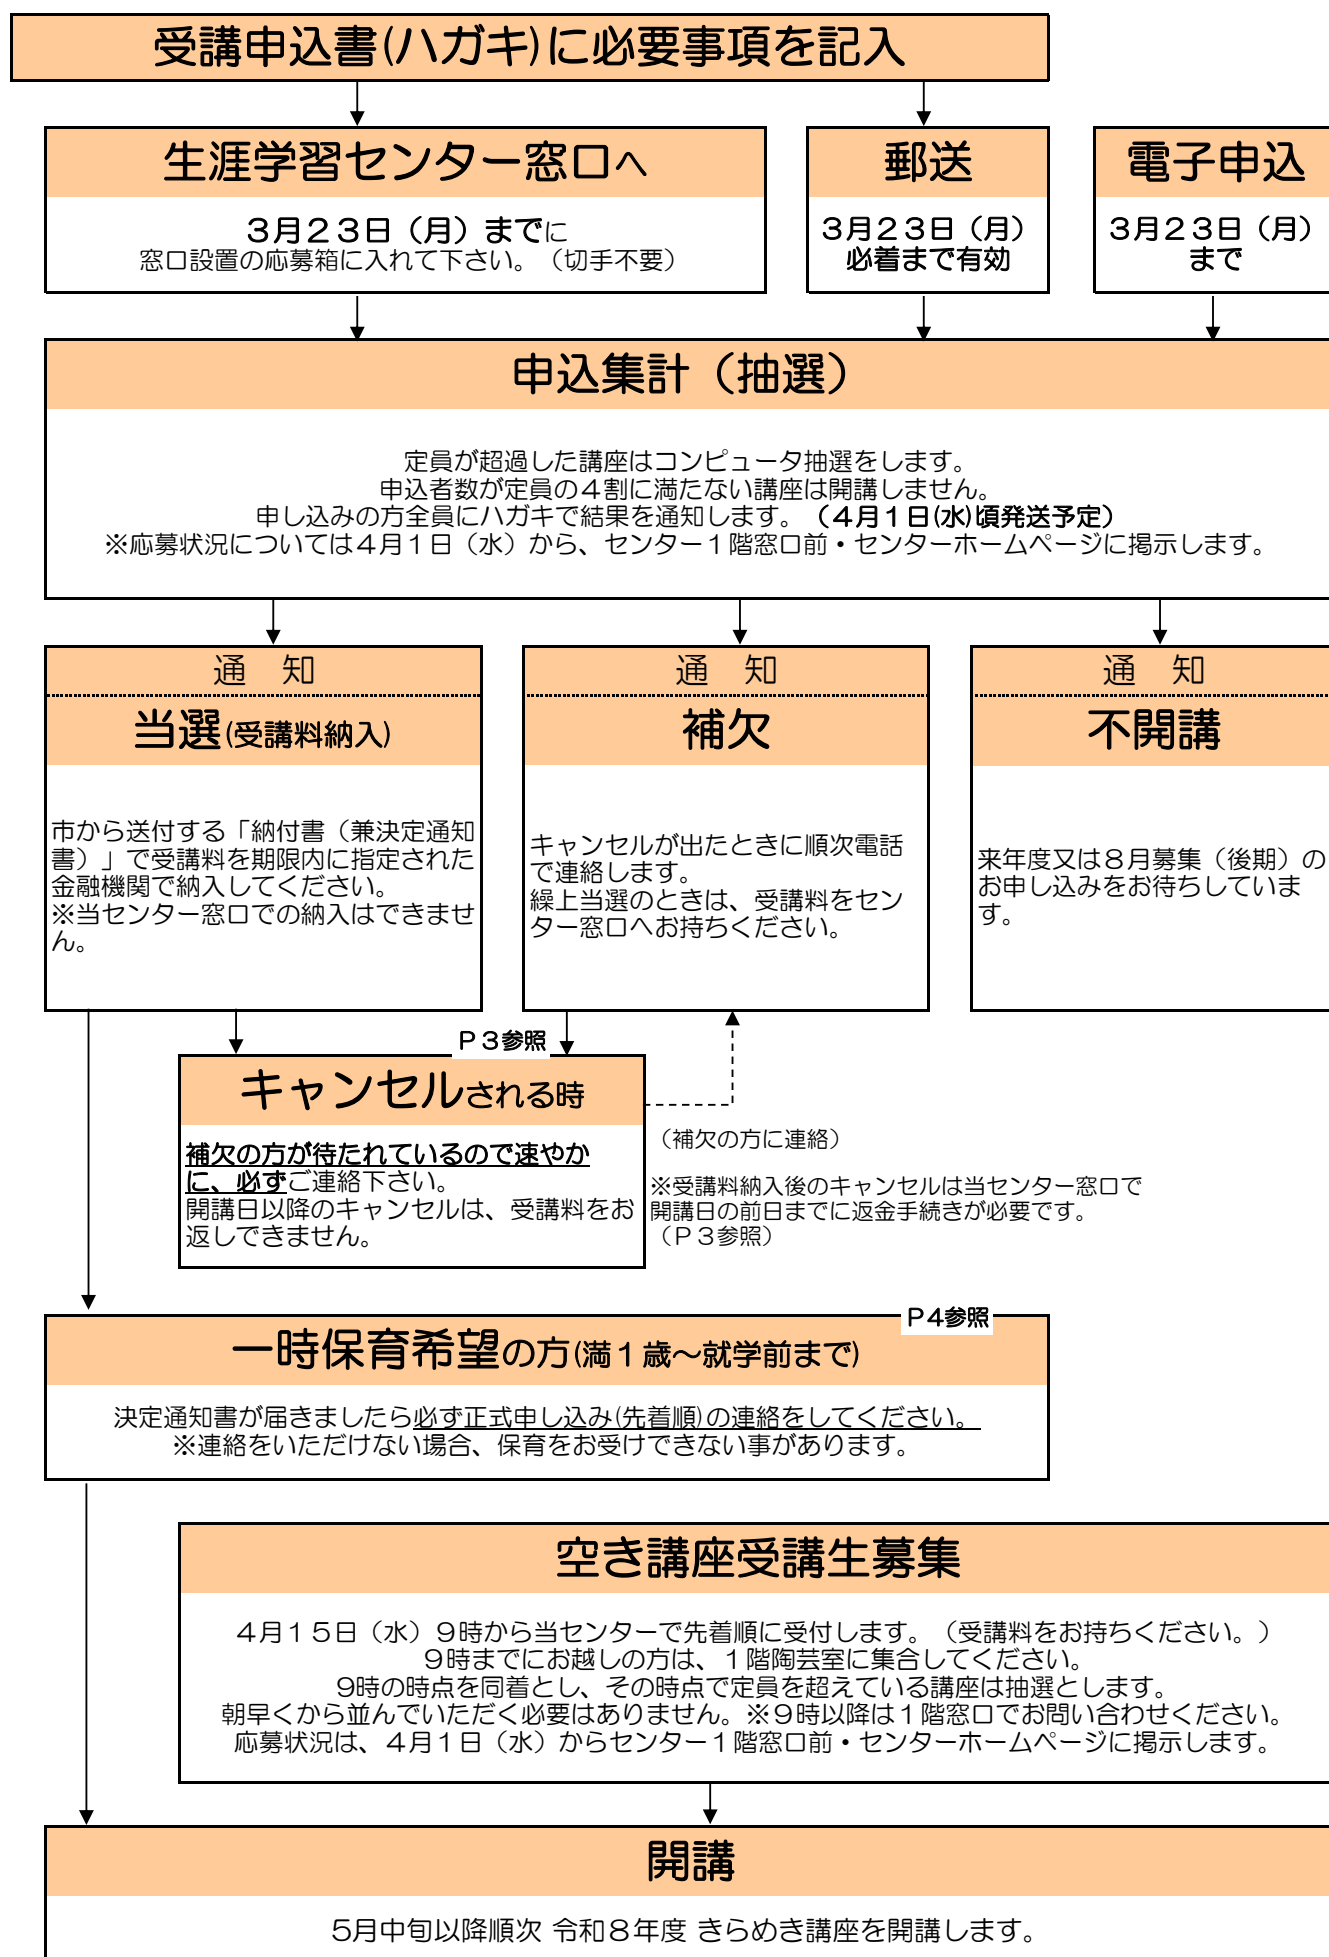 受講申込書(ハガキ)に必要事項を記入
生涯学習センター窓口へ
３月２３日（月）までに
窓口設置の応募箱に入れて下さい。（切手不要）
郵送
３月２３日（月）
必着まで有効
電子申込
３月２３日（月）
まで
申込集計（抽選）
定員が超過した講座はコンピュータ抽選をします。
申込者数が定員の４割に満たない講座は開講しません。
申し込みの方全員にハガキで結果を通知します。（４月１日(水)頃発送予定）
※応募状況については４月１日（水）から、センター１階窓口前・センターホームページに掲示します。
通　知
当選(受講料納入)
市から送付する「納付書（兼決定通知
書）」で受講料を期限内に指定された
金融機関で納入してください。
※当センター窓口での納入はできませ
ん。
通　知
補欠
キャンセルが出たときに順次電話
で連絡します。
繰上当選のときは、受講料をセン
ター窓口へお持ちください。
通　知
不開講
来年度又は８月募集（後期）の
お申し込みをお待ちしていま
す。
Ｐ３参照
キャンセルされる時
補欠の方が待たれているので速やか
に、必ずご連絡下さい。
開講日以降のキャンセルは、受講料をお
返しできません。
（補欠の方に連絡）
※受講料納入後のキャンセルは当センター窓口で
開講日の前日までに返金手続きが必要です。
（Ｐ３参照）
P4参照
一時保育希望の方(満１歳～就学前まで)
決定通知書が届きましたら必ず正式申し込み(先着順)の連絡をしてください。
※連絡をいただけない場合、保育をお受けできない事があります。
空き講座受講生募集
４月１５日（水）９時から当センターで先着順に受付します。（受講料をお持ちください。）
９時までにお越しの方は、１階陶芸室に集合してください。
9時の時点を同着とし、その時点で定員を超えている講座は抽選とします。
朝早くから並んでいただく必要はありません。※９時以降は１階窓口でお問い合わせください。
応募状況は、４月１日（水）からセンター１階窓口前・センターホームページに掲示します。
開講
5月中旬以降順次 令和８年度 きらめき講座を開講します。